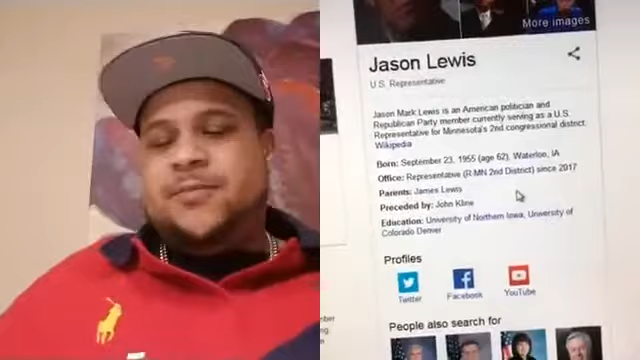 More images
Jason Lewis
U.S. Representative
Jason Mark Lewis is an American politician and
Republican Party member currently serving as a U.S.
Representative for Minnesota's 2nd congressional district.
Wikipedia
Born: September 23, 1955 (age 62), Waterloo, IA
Office: Representative (R-MN 2nd District) since 2017
Parents: James Lewis
Preceded by: John Kline
Education: University of Northern Iowa, University of
Colorado Denver
Profiles
Twitter
Facebook
YouTube
People also search for